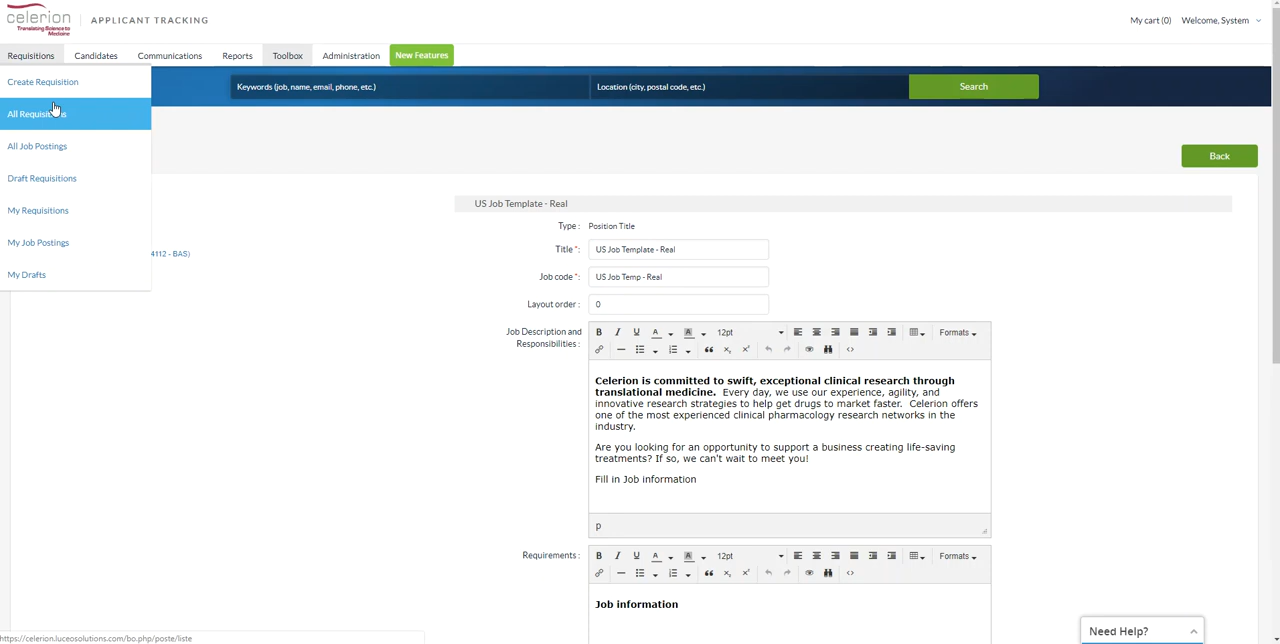 celerion
Translating Science to
Medicine
APPLICANT TRACKING
My cart (0) Welcome, System
Requisitions Candidates Communications Reports Toolbox Administration New Features
Create Requisition
Keywords (job, name, email, phone, etc.) Location (city, postal code, etc.) Search
All Requisitions
All Job Postings
Back
Draft Requisitions
My Requisitions
US Job Template - Real
Type : Position Title
My Job Postings
4112 - BAS)
Title *: US Job Template - Real
My Drafts
Job code *: US Job Temp - Real
Layout order : 0
Job Description and
Responsibilities :
B I U A A 12pt Formats
Celerion is committed to swift, exceptional clinical research through
translational medicine. Every day, we use our experience, agility, and
innovative research strategies to help get drugs to market faster. Celerion offers
one of the most experienced clinical pharmacology research networks in the
industry.
Are you looking for an opportunity to support a business creating life-saving
treatments? If so, we can't wait to meet you!
Fill in Job information
p
Requirements : B I U A A 12pt Formats
Job information
Need Help?
https://celerion.luceosolutions.com/bo.php/poste/liste